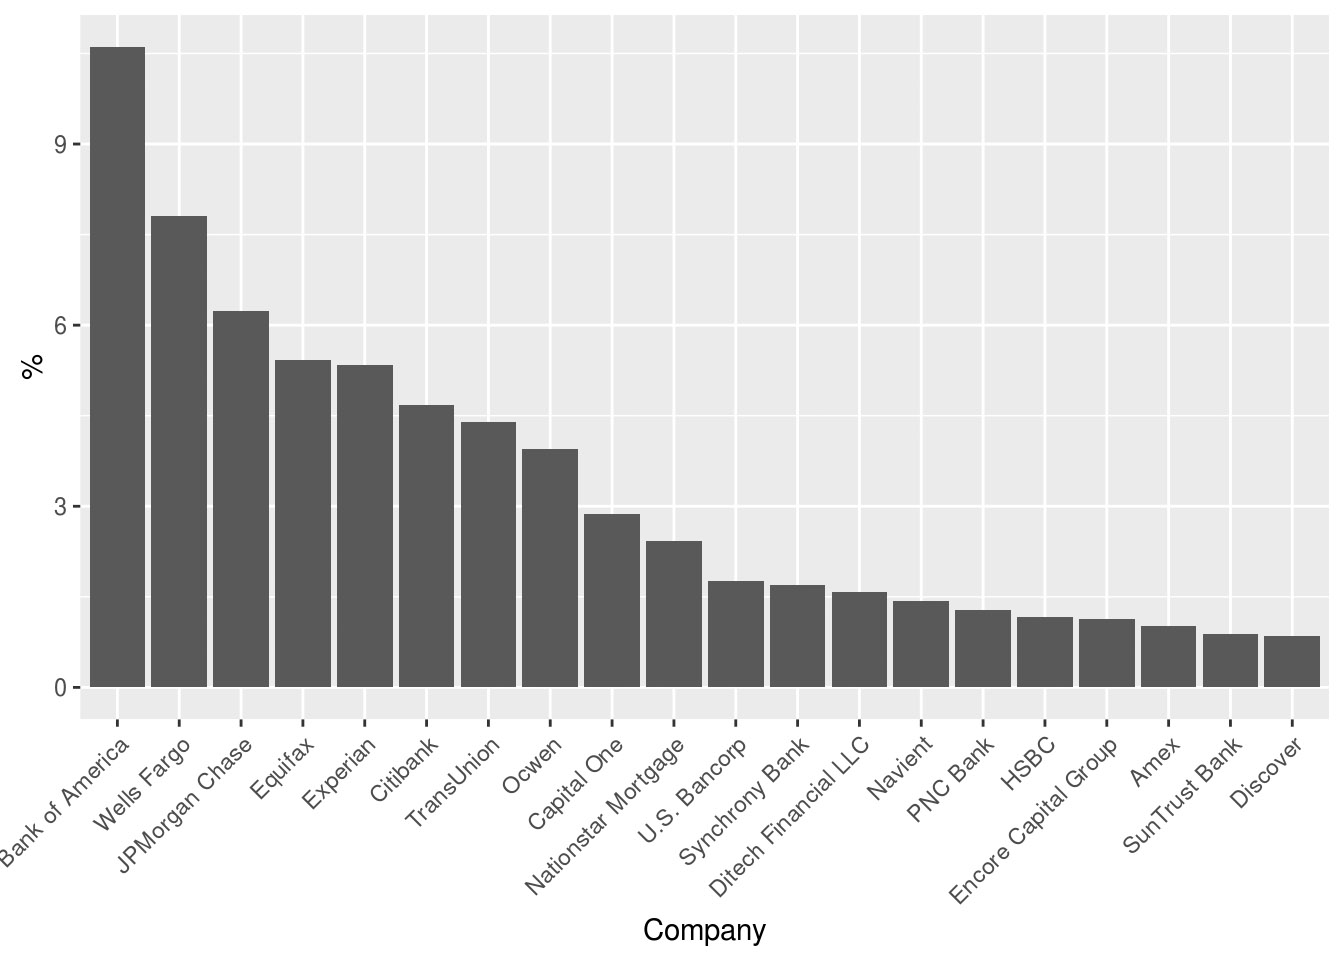 9
6
3
0
%
Bank of America
Wells Fargo
JPMorgan Chase
Equifax
Experian
Citibank
TransUnion
Ocwen
Capital One
Nationstar Mortgage
U.S. Bancorp
Synchrony Bank
Ditech Financial LLC
Navient
PNC Bank
HSBC
Encore Capital Group
Amex
SunTrust Bank
Discover
Company